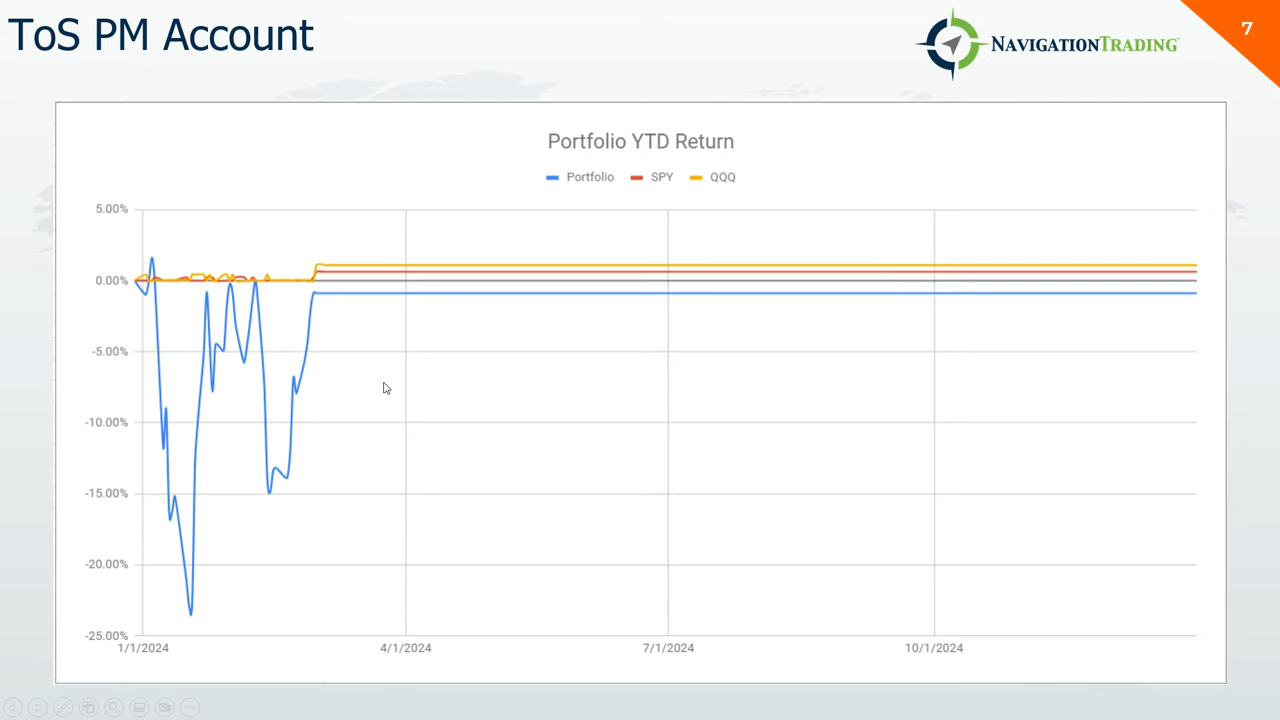 ToS PM Account
NAVIGATIONTRADING
7
Portfolio YTD Return
Portfolio SPY QQQ
5.00%
0.00%
-5.00%
-10.00%
-15.00%
-20.00%
-25.00%
1/1/2024 4/1/2024 7/1/2024 10/1/2024